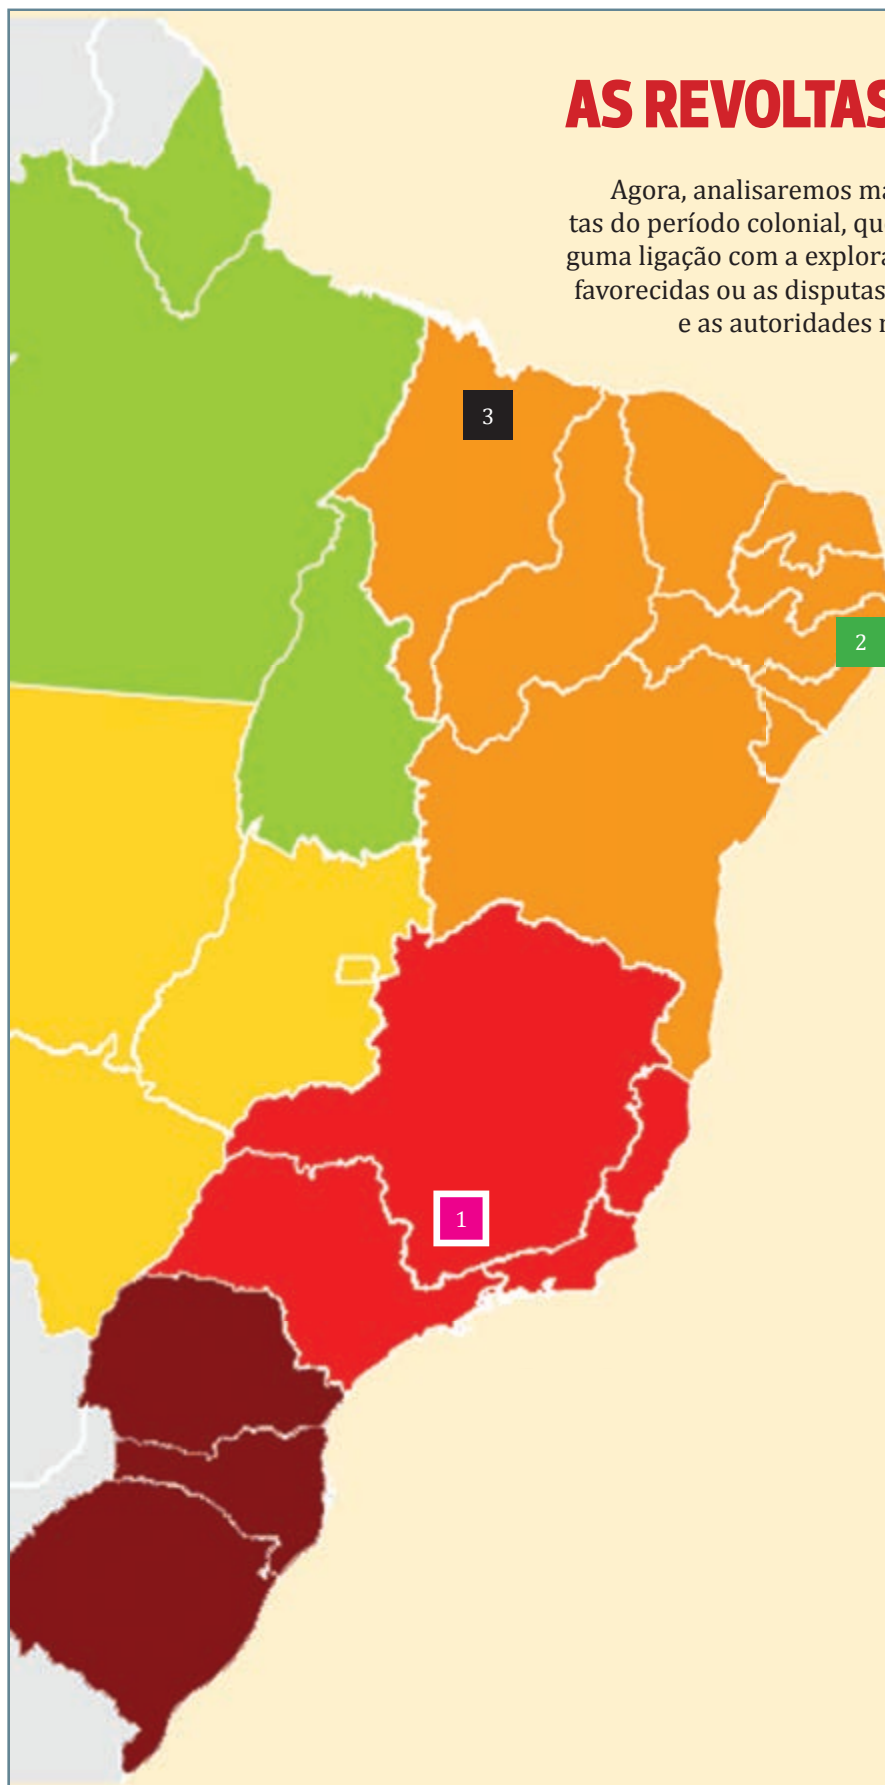 AS REVOLTAS
Agora, analisaremos ma
tas do período colonial, que
guma ligação com a explora
favorecidas ou as disputas
e as autoridades
3
2
1